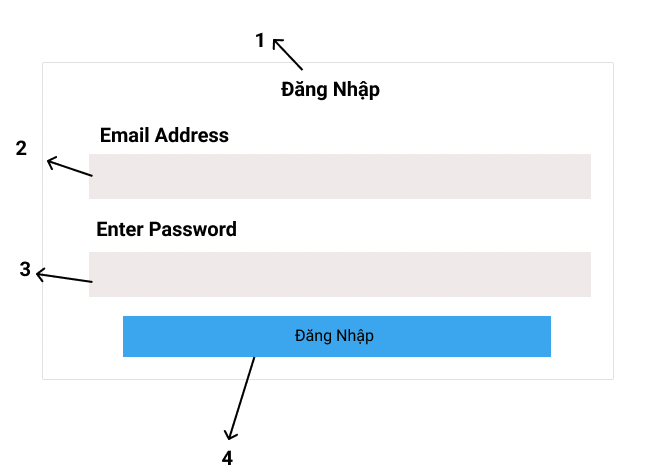 1
Đăng Nhập
Email Address
2
Enter Password
3
Đăng Nhập
4